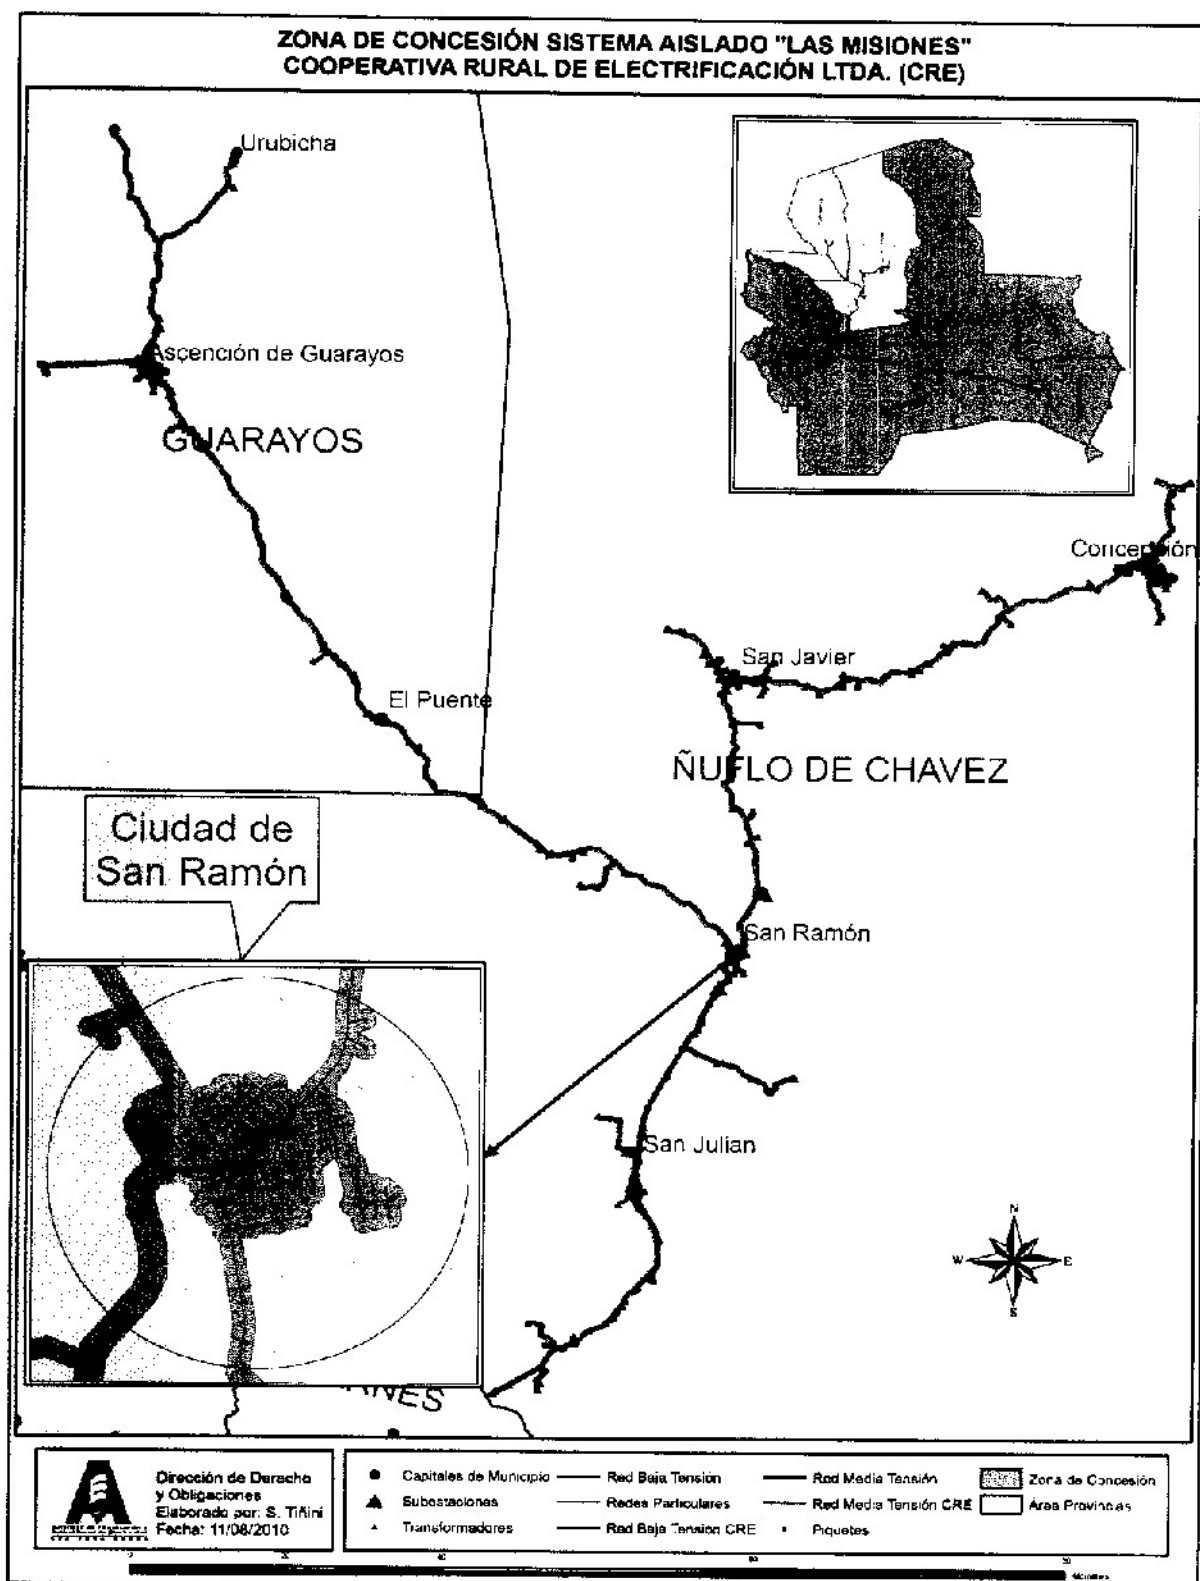 ZONA DE CONCESIÓN SISTEMA AISLADO "LAS MISIONES"
COOPERATIVA RURAL DE ELECTRIFICACIÓN LTDA. (CRE)
Urubicha
Asçención de Guarayos
GUARAYOS
Concepción
San Javier
El Puente
ÑUFLO DE CHAVEZ
Ciudad de
San Ramón
San Ramón
San Julian
N
W
E
S
Dirección de Derecho
y Obligaciones
Elaborado por: S. Tiñini
Fecha: 11/08/2010
Capitales de Municipio
Subestaciones
Transformadores
Red Baja Tensión
Redes Particulares
Red Baja Tensión CRE
Red Media Tensión
Red Media Tensión CRE
Piquetes
Zona de Concesión
Área Provincias